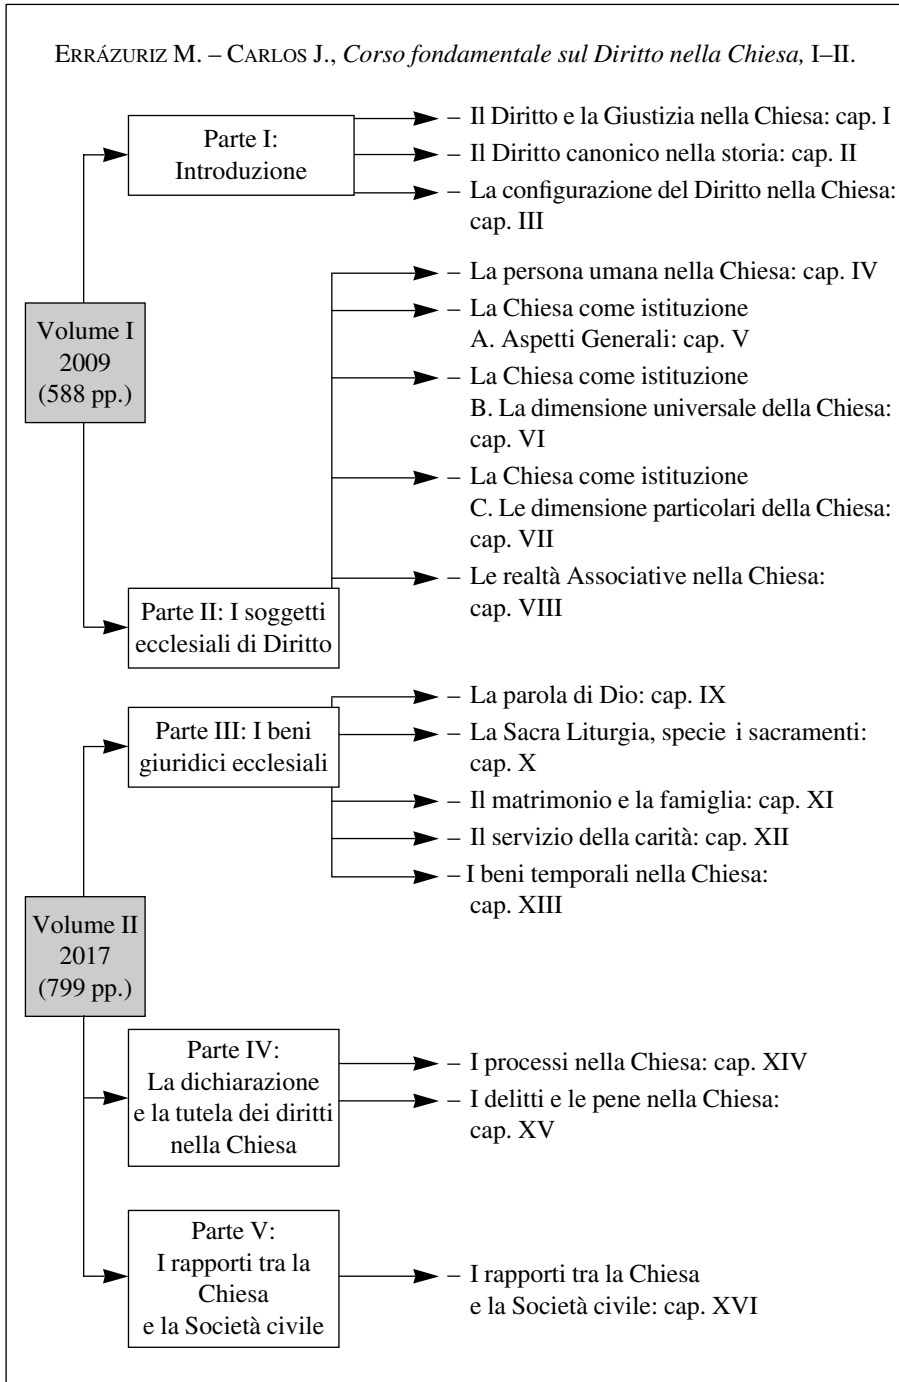 ERRÁZURIZ M. – CARLOS J., Corso fondamentale sul Diritto nella Chiesa, I–II.
Volume I
2009
(588 pp.)
Parte I:
Introduzione
– Il Diritto e la Giustizia nella Chiesa: cap. I
– Il Diritto canonico nella storia: cap. II
– La configurazione del Diritto nella Chiesa:
cap. III
Parte II: I soggetti
ecclesiali di Diritto
– La persona umana nella Chiesa: cap. IV
– La Chiesa come istituzione
A. Aspetti Generali: cap. V
– La Chiesa come istituzione
B. La dimensione universale della Chiesa:
cap. VI
– La Chiesa come istituzione
C. Le dimensione particolari della Chiesa:
cap. VII
– Le realtà Associative nella Chiesa:
cap. VIII
Volume II
2017
(799 pp.)
Parte III: I beni
giuridici ecclesiali
– La parola di Dio: cap. IX
– La Sacra Liturgia, specie i sacramenti:
cap. X
– Il matrimonio e la famiglia: cap. XI
– Il servizio della carità: cap. XII
– I beni temporali nella Chiesa:
cap. XIII
Parte IV:
La dichiarazione
e la tutela dei diritti
nella Chiesa
– I processi nella Chiesa: cap. XIV
– I delitti e le pene nella Chiesa:
cap. XV
Parte V:
I rapporti tra la
Chiesa
e la Società civile
– I rapporti tra la Chiesa
e la Società civile: cap. XVI